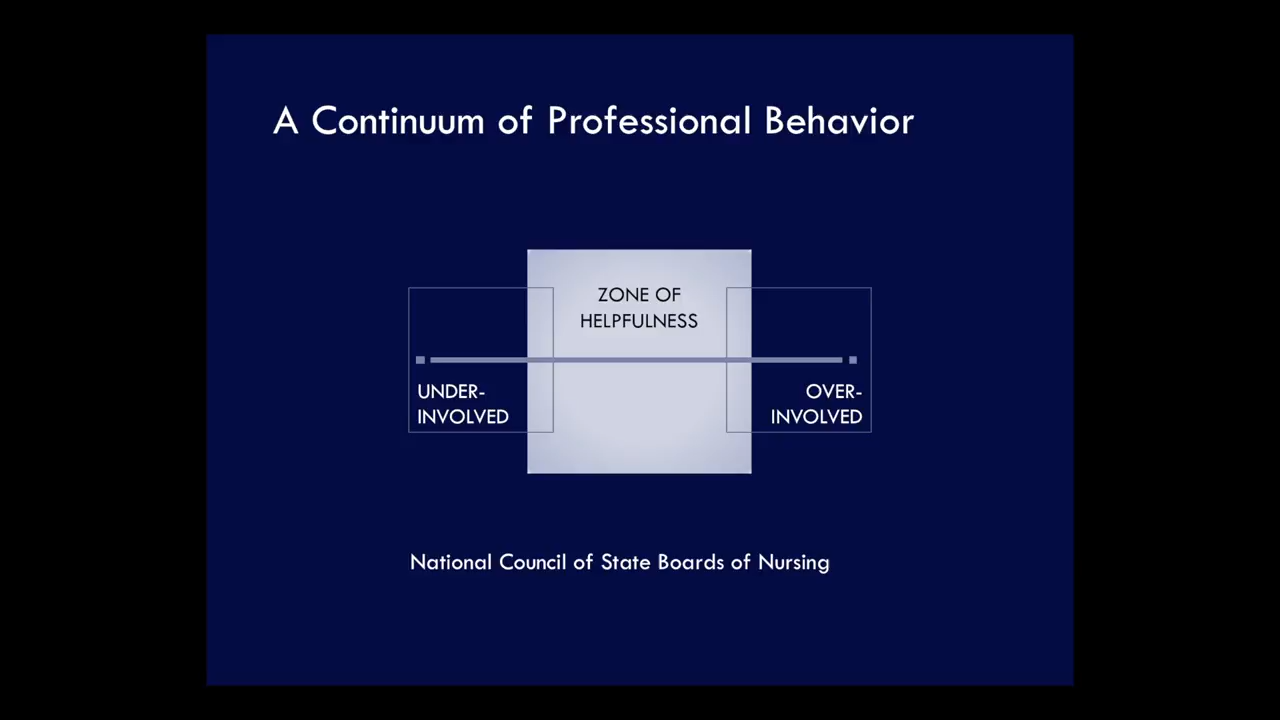 A Continuum of Professional Behavior
ZONE OF
HELPFULNESS
UNDER-
INVOLVED
OVER-
INVOLVED
National Council of State Boards of Nursing